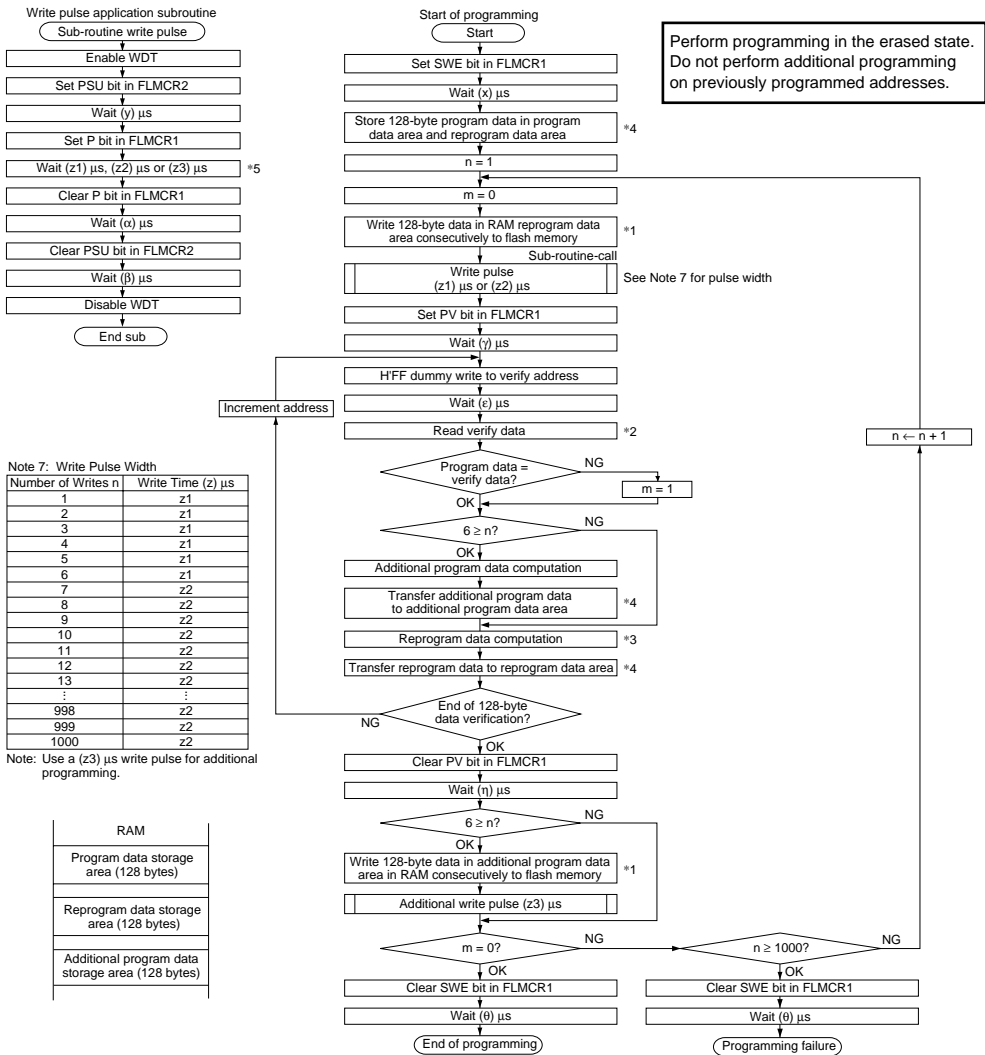 Write pulse application subroutine
Sub-routine write pulse
Enable WDT
Set PSU bit in FLMCR2
Wait (y) μs
Set P bit in FLMCR1
Wait (z1) μs, (z2) μs or (z3) μs
*5
Clear P bit in FLMCR1
Wait (α) μs
Clear PSU bit in FLMCR2
Wait (β) μs
Disable WDT
End sub
Start of programming
Start
Set SWE bit in FLMCR1
Wait (x) μs
Store 128-byte program data in program
data area and reprogram data area
*4
n = 1
m = 0
Write 128-byte data in RAM reprogram data
area consecutively to flash memory
*1
Sub-routine-call
Write pulse
(z1) μs or (z2) μs
See Note 7 for pulse width
Set PV bit in FLMCR1
Wait (γ) μs
H'FF dummy write to verify address
Wait (ε) μs
Read verify data
*2
Increment address
Program data =
verify data?
NG
m = 1
OK
6 ≥ n?
NG
OK
Additional program data computation
Transfer additional program data
to additional program data area
*4
Reprogram data computation
*3
Transfer reprogram data to reprogram data area
*4
End of 128-byte
data verification?
NG
OK
Clear PV bit in FLMCR1
Wait (η) μs
6 ≥ n?
NG
OK
Write 128-byte data in additional program data
area in RAM consecutively to flash memory
*1
Additional write pulse (z3) μs
m = 0?
NG
OK
Clear SWE bit in FLMCR1
Wait (θ) μs
End of programming
n ≥ 1000?
NG
OK
Clear SWE bit in FLMCR1
Wait (θ) μs
Programming failure
n ← n + 1
Perform programming in the erased state.
Do not perform additional programming
on previously programmed addresses.
Note 7: Write Pulse Width
Number of Writes n Write Time (z) μs
1 z1
2 z1
3 z1
4 z1
5 z1
6 z1
7 z2
8 z2
9 z2
10 z2
11 z2
12 z2
13 z2
⋮ ⋮
998 z2
999 z2
1000 z2
Note: Use a (z3) μs write pulse for additional
programming.
RAM
Program data storage
area (128 bytes)
Reprogram data storage
area (128 bytes)
Additional program data
storage area (128 bytes)